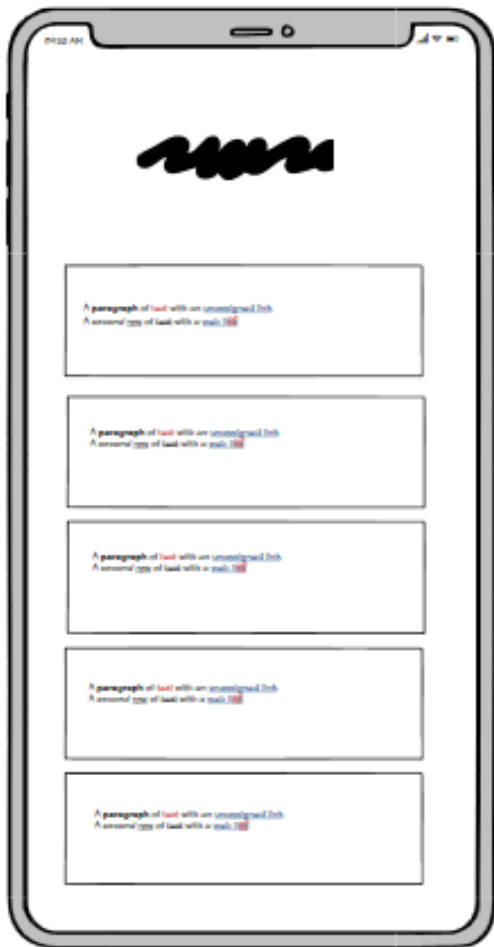 09:32 AM
A paragraph of text with an unassigned link
A second row of text with a web link
A paragraph of text with an unassigned link
A second row of text with a web link
A paragraph of text with an unassigned link
A second row of text with a web link
A paragraph of text with an unassigned link
A second row of text with a web link
A paragraph of text with an unassigned link
A second row of text with a web link